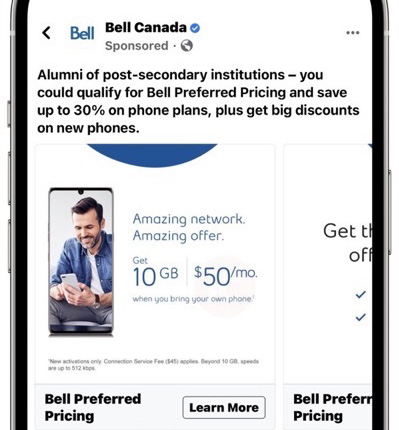 Bell
Bell Canada
Sponsored ·
Alumni of post-secondary institutions – you
could qualify for Bell Preferred Pricing and save
up to 30% on phone plans, plus get big discounts
on new phones.
Amazing network.
Amazing offer.
Get
10 GB $50/mo.
when you bring your own phone.¹
Get th
off
¹New activations only. Connection Service Fee ($45) applies. Beyond 10 GB, speeds
are up to 512 kbps.
Bell Preferred
Pricing
Learn More
Bell Preferr
Pricing